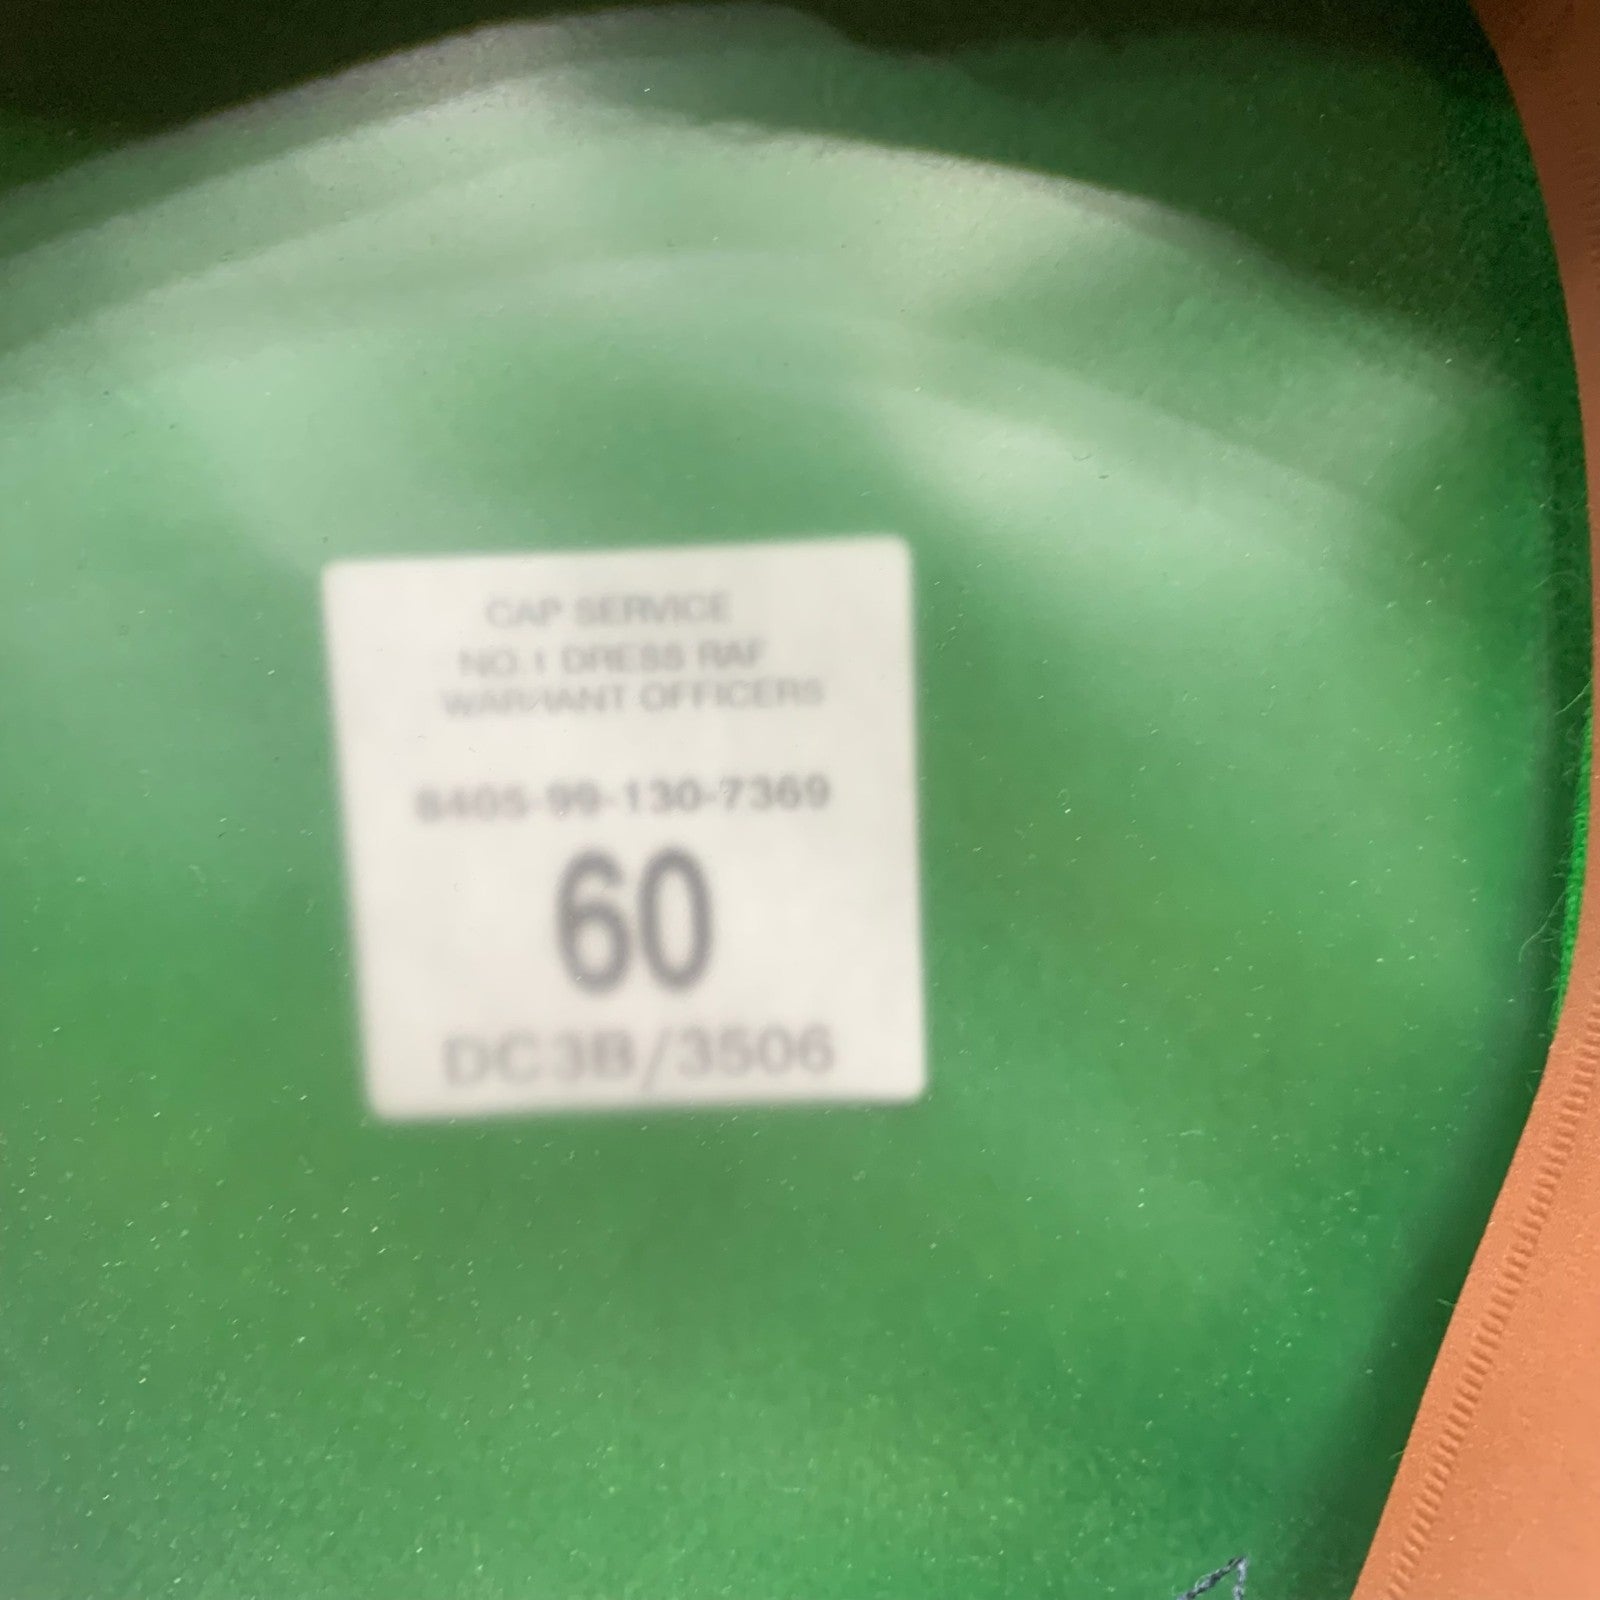 CAP SERVICE
NO.1 DRESS RAF
WARRANT OFFICERS
8405-99-130-7369
60
DC3B/3506